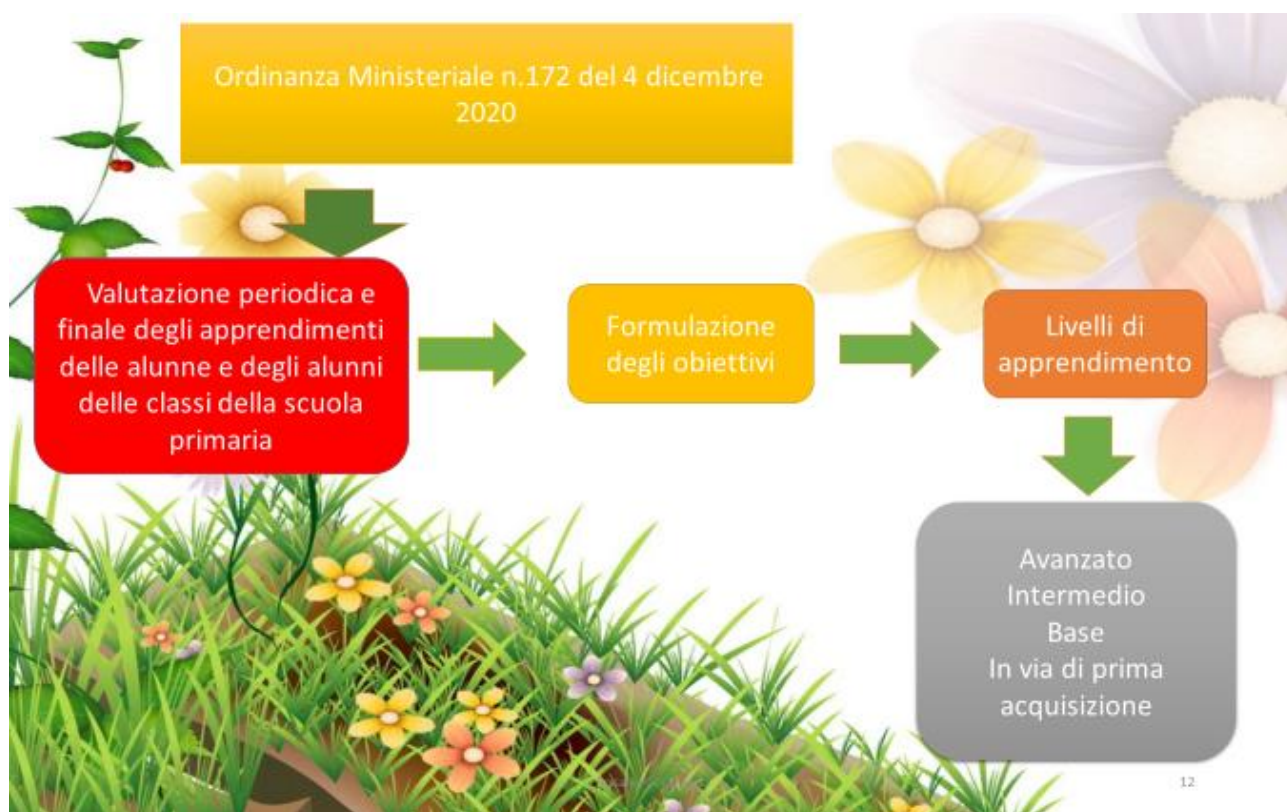 Ordinanza Ministeriale n.172 del 4 dicembre
2020
Valutazione periodica e
finale degli apprendimenti
delle alunne e degli alunni
delle classi della scuola
primaria
Formulazione
degli obiettivi
Livelli di
apprendimento
Avanzato
Intermedio
Base
In via di prima
acquisizione
12